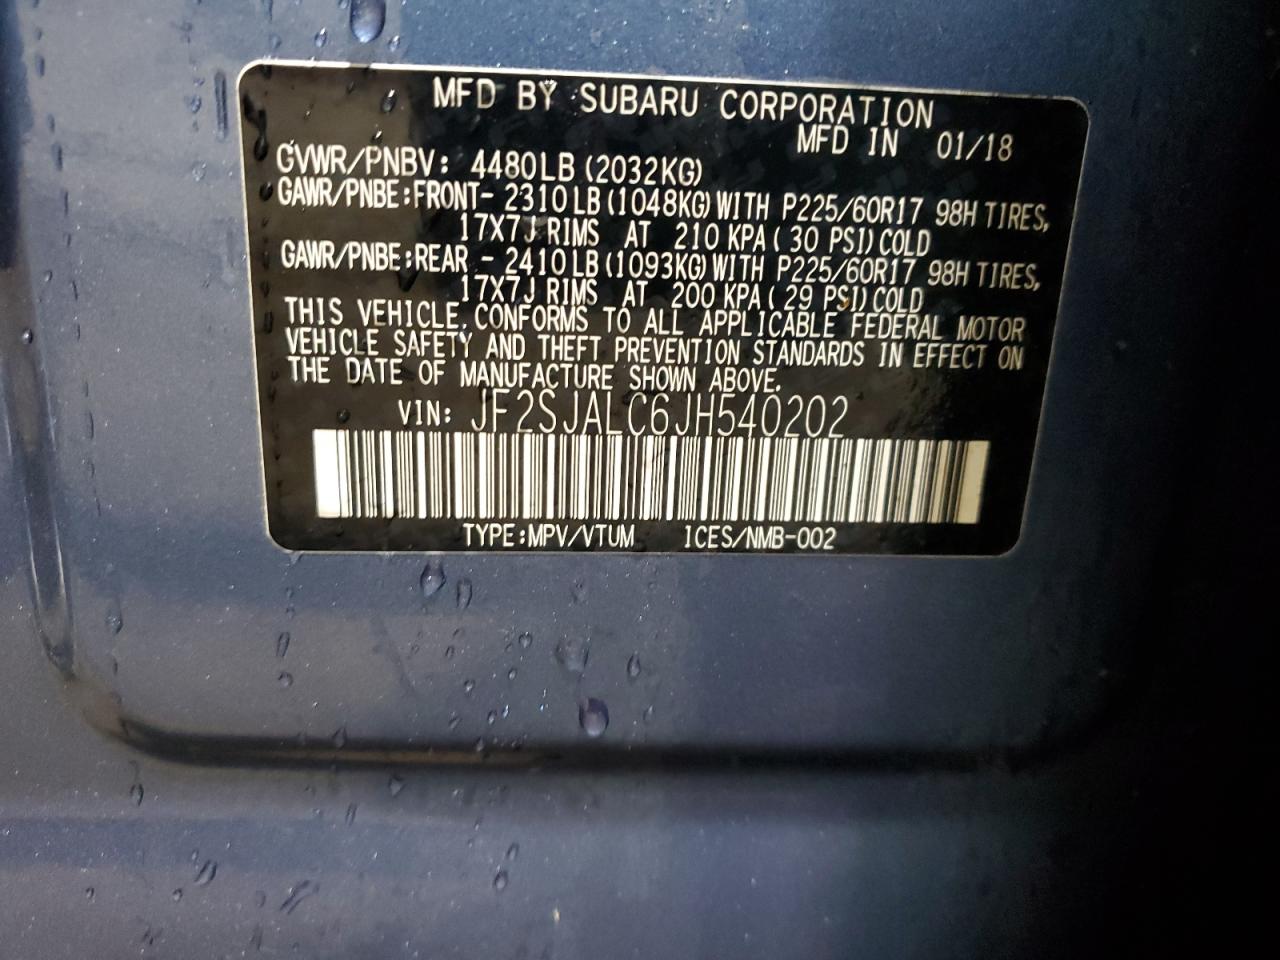 MFD BY SUBARU CORPORATION
MFD IN 01/18
GVWR/PNBV: 4480LB(2032KG)
GAWR/PNBE:FRONT- 2310LB(1048KG)WITH P225/60R17 98H TIRES,
17X7J RIMS AT 210 KPA(30 PSI)COLD
GAWR/PNBE:REAR - 2410LB(1093KG)WITH P225/60R17 98H TIRES,
17X7J RIMS AT 200 KPA(29 PSI)COLD
THIS VEHICLE CONFORMS TO ALL APPLICABLE FEDERAL MOTOR
VEHICLE SAFETY AND THEFT PREVENTION STANDARDS IN EFFECT ON
THE DATE OF MANUFACTURE SHOWN ABOVE.
VIN: JF2SJALC6JH540202
TYPE:MPV/VTUM ICES/NMB-002